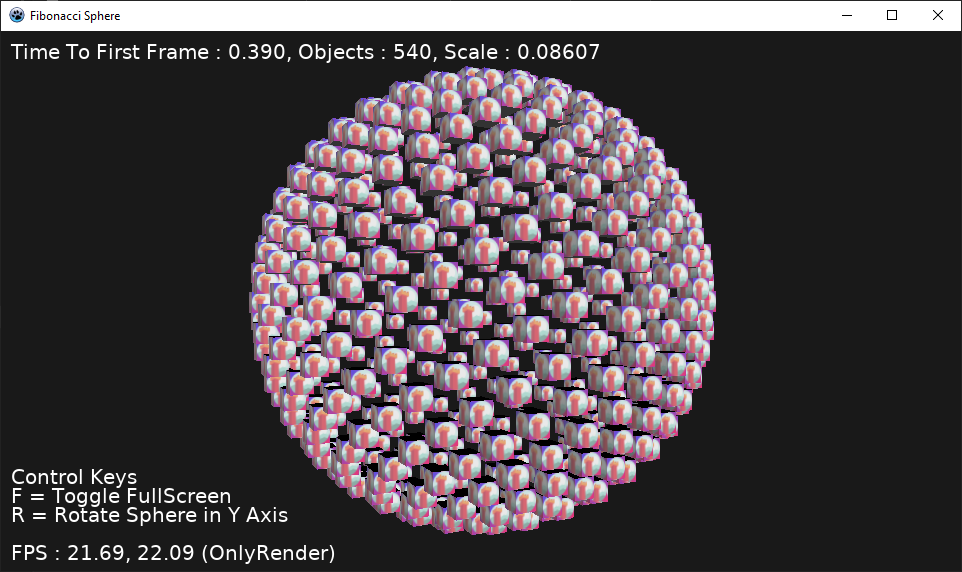 Fibonacci Sphere
Time To First Frame : 0.390, Objects : 540, Scale : 0.08607
Control Keys
F = Toggle FullScreen
R = Rotate Sphere in Y Axis
FPS : 21.69, 22.09 (OnlyRender)